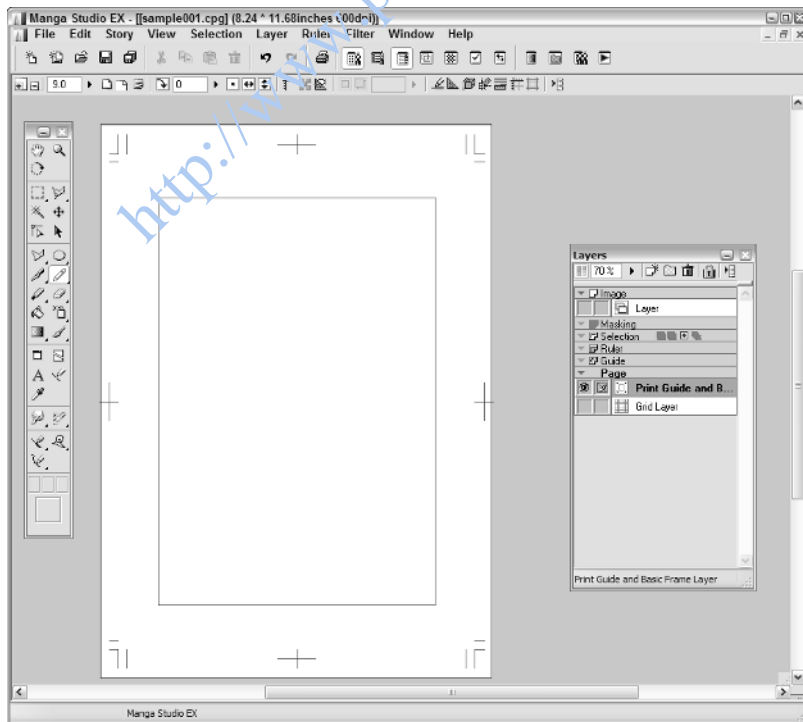 Manga Studio EX - [[sample001.cpg] (8.24 * 11.68inches 600dpi)]
File Edit Story View Selection Layer Ruler Filter Window Help
9.0 0
http://www.
Layers
70%
Image
Layer
Masking
Selection
Ruler
Guide
Page
Print Guide and B...
Grid Layer
Print Guide and Basic Frame Layer
Manga Studio EX